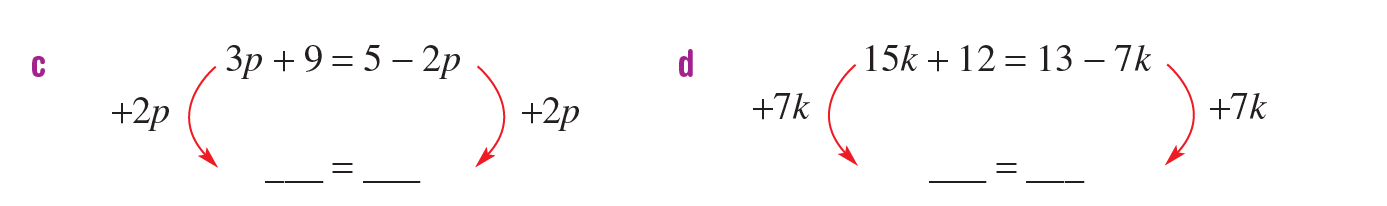 c 3p + 9 = 5 − 2p
+2p +2p
___ = ___
d 15k + 12 = 13 − 7k
+7k +7k
___ = ___